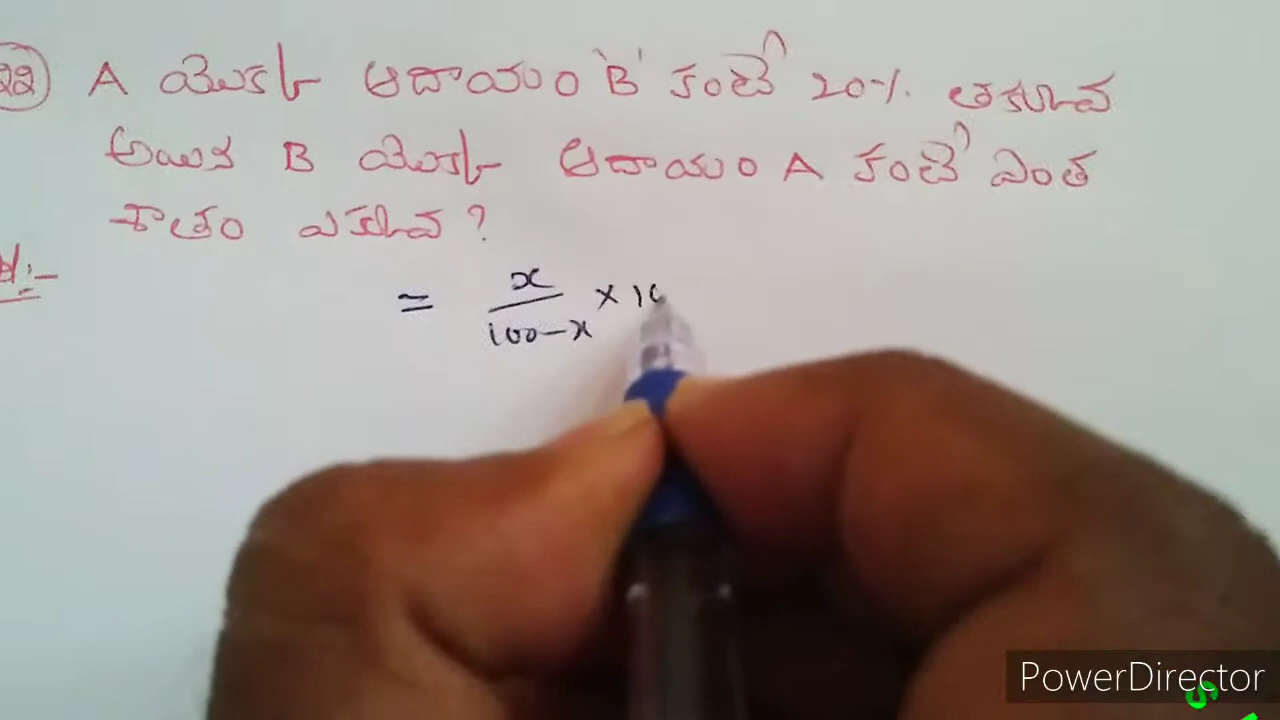 22) A యొక్క ఆదాయం 'B' కంటే 20% తక్కువ
అయిన B యొక్క ఆదాయం A కంటే ఎంత
శాతం ఎక్కువ?
= x/100-x × 10
PowerDirector